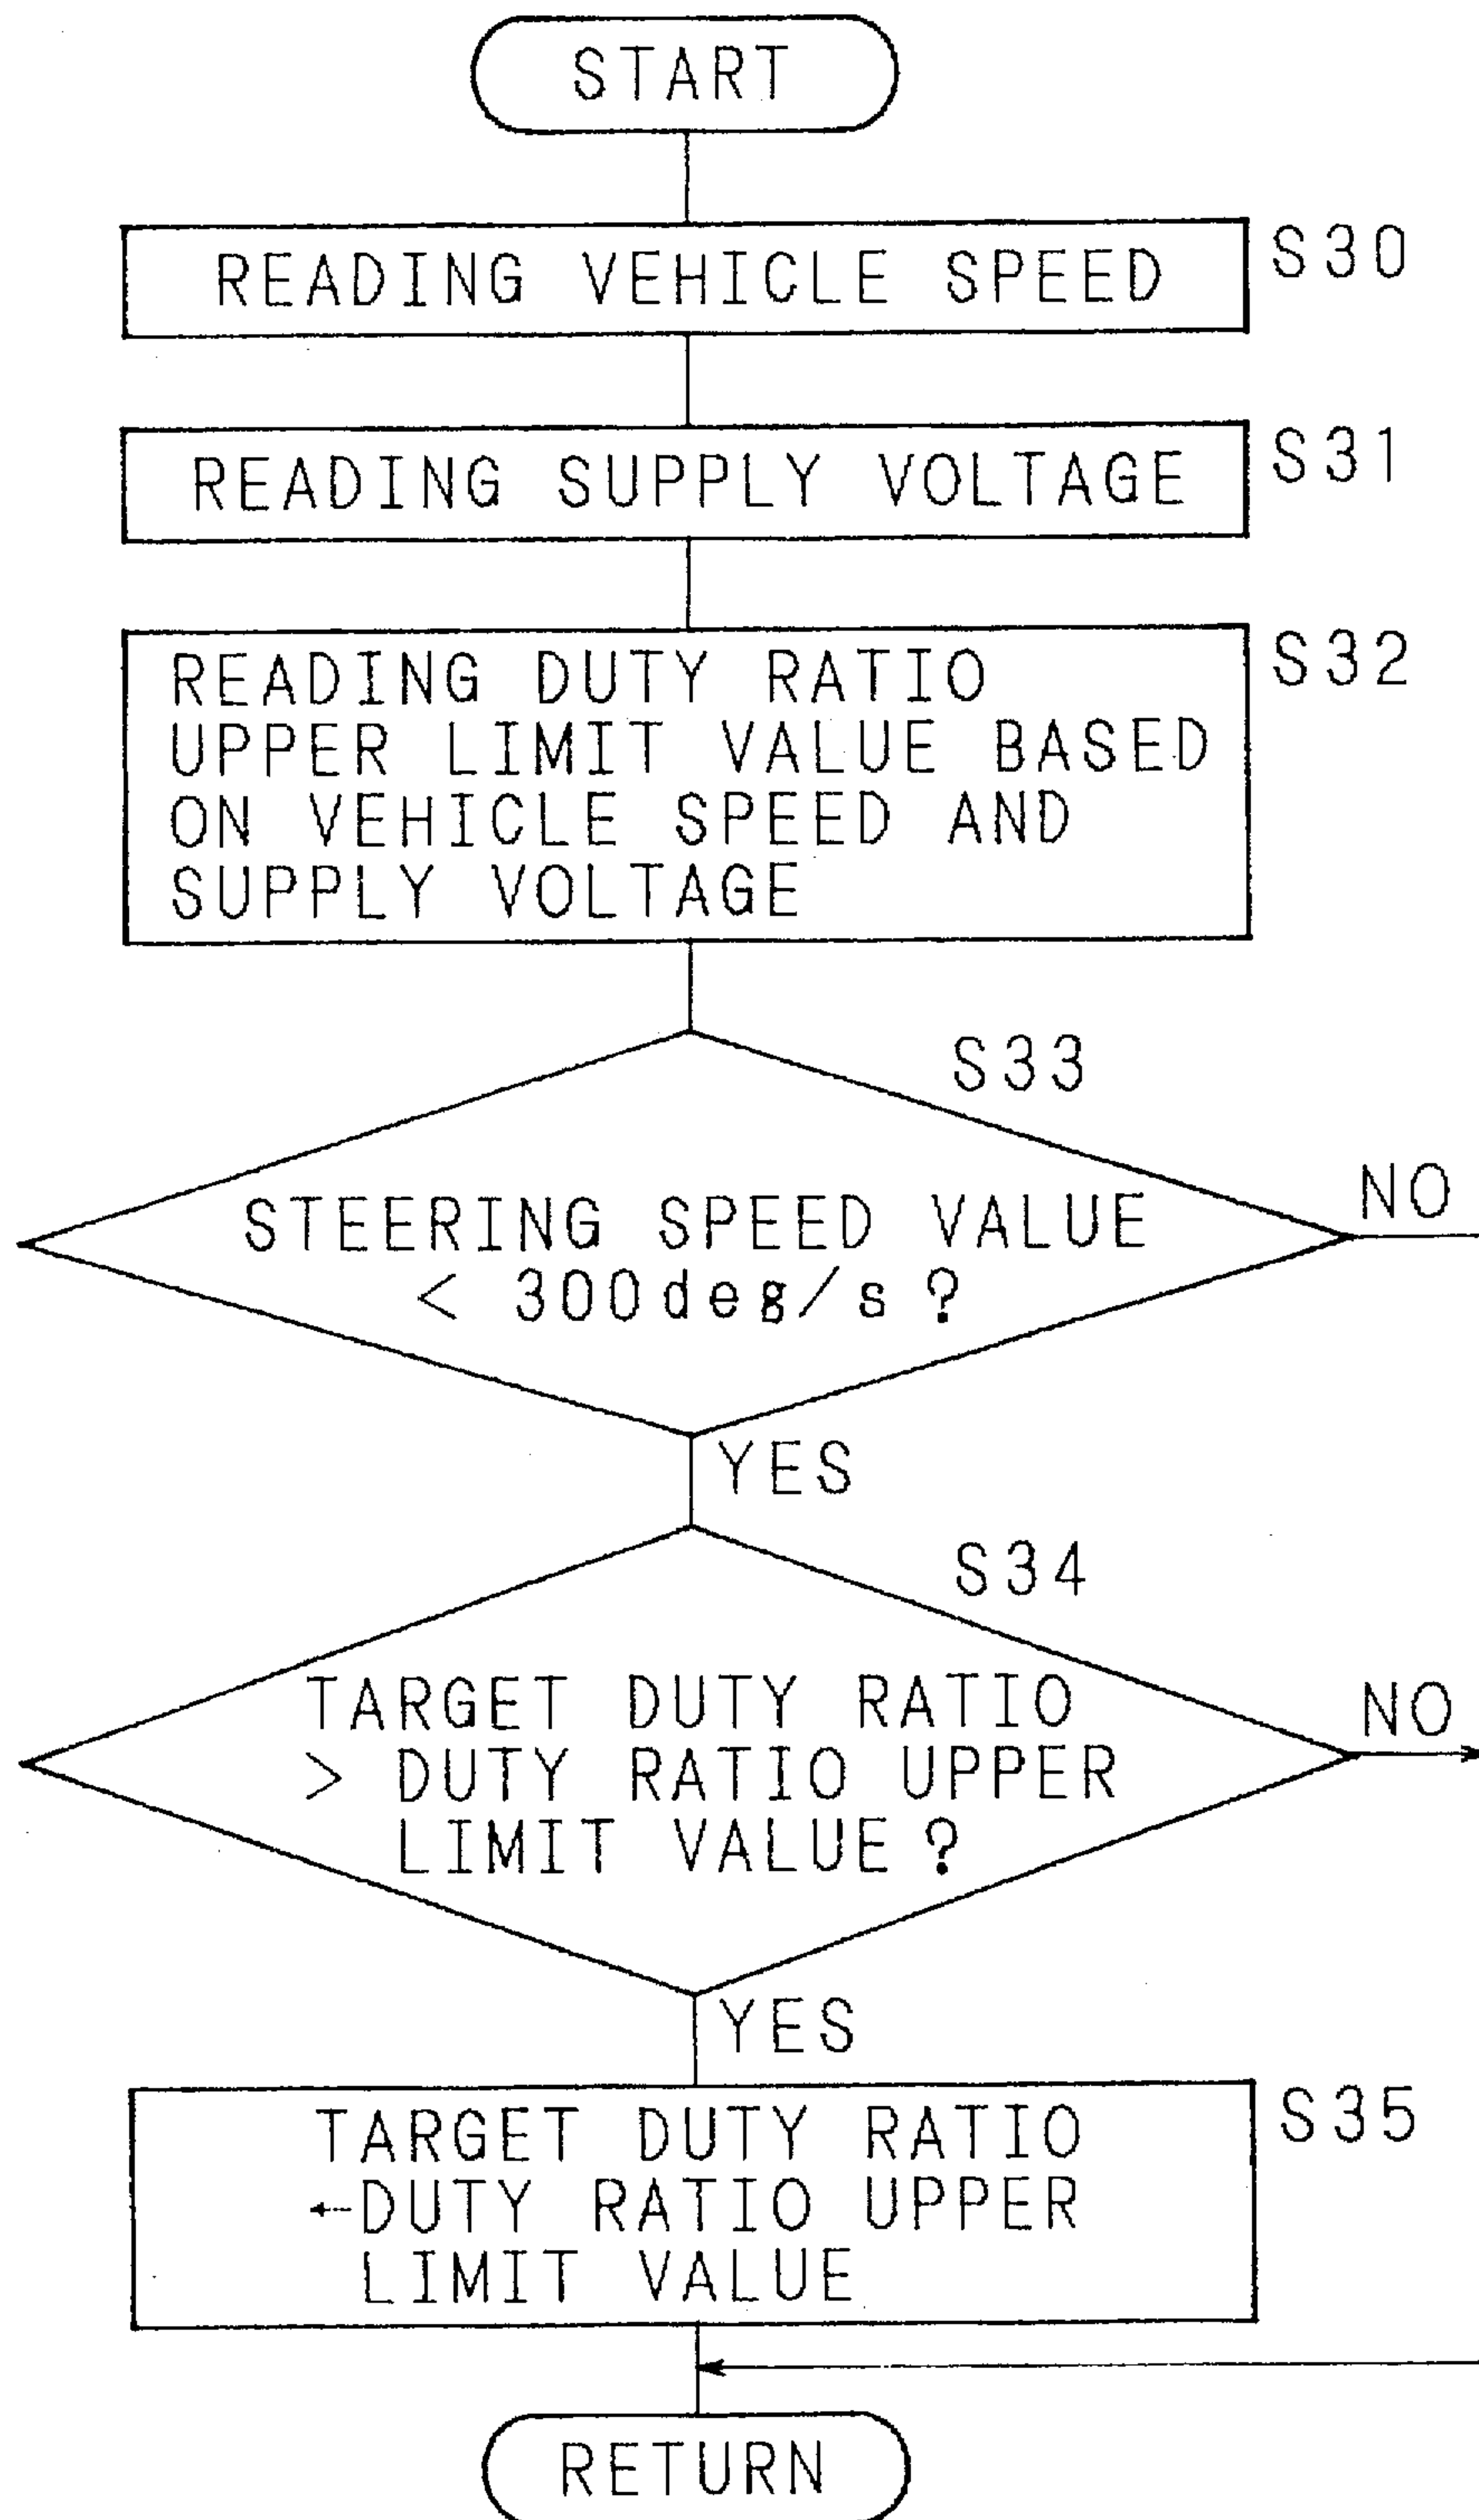 START
READING VEHICLE SPEED
S30
READING SUPPLY VOLTAGE
S31
READING DUTY RATIO
UPPER LIMIT VALUE BASED
ON VEHICLE SPEED AND
SUPPLY VOLTAGE
S32
S33
STEERING SPEED VALUE
< 300deg/s ?
NO
YES
S34
TARGET DUTY RATIO
> DUTY RATIO UPPER
LIMIT VALUE ?
NO
YES
TARGET DUTY RATIO
←DUTY RATIO UPPER
LIMIT VALUE
S35
RETURN